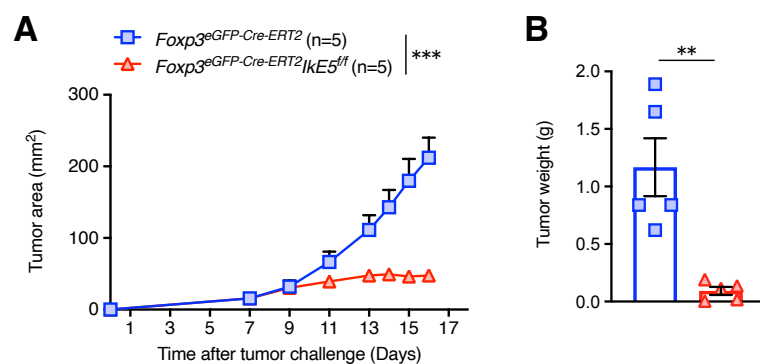 A
Foxp3eGFP-Cre-ERT2 (n=5)
Foxp3eGFP-Cre-ERT2IkE5f/f (n=5)
***
Tumor area (mm2)
300
200
100
0
1 3 5 7 9 11 13 15 17
Time after tumor challenge (Days)
B
**
Tumor weight (g)
2.0
1.5
1.0
0.5
0.0